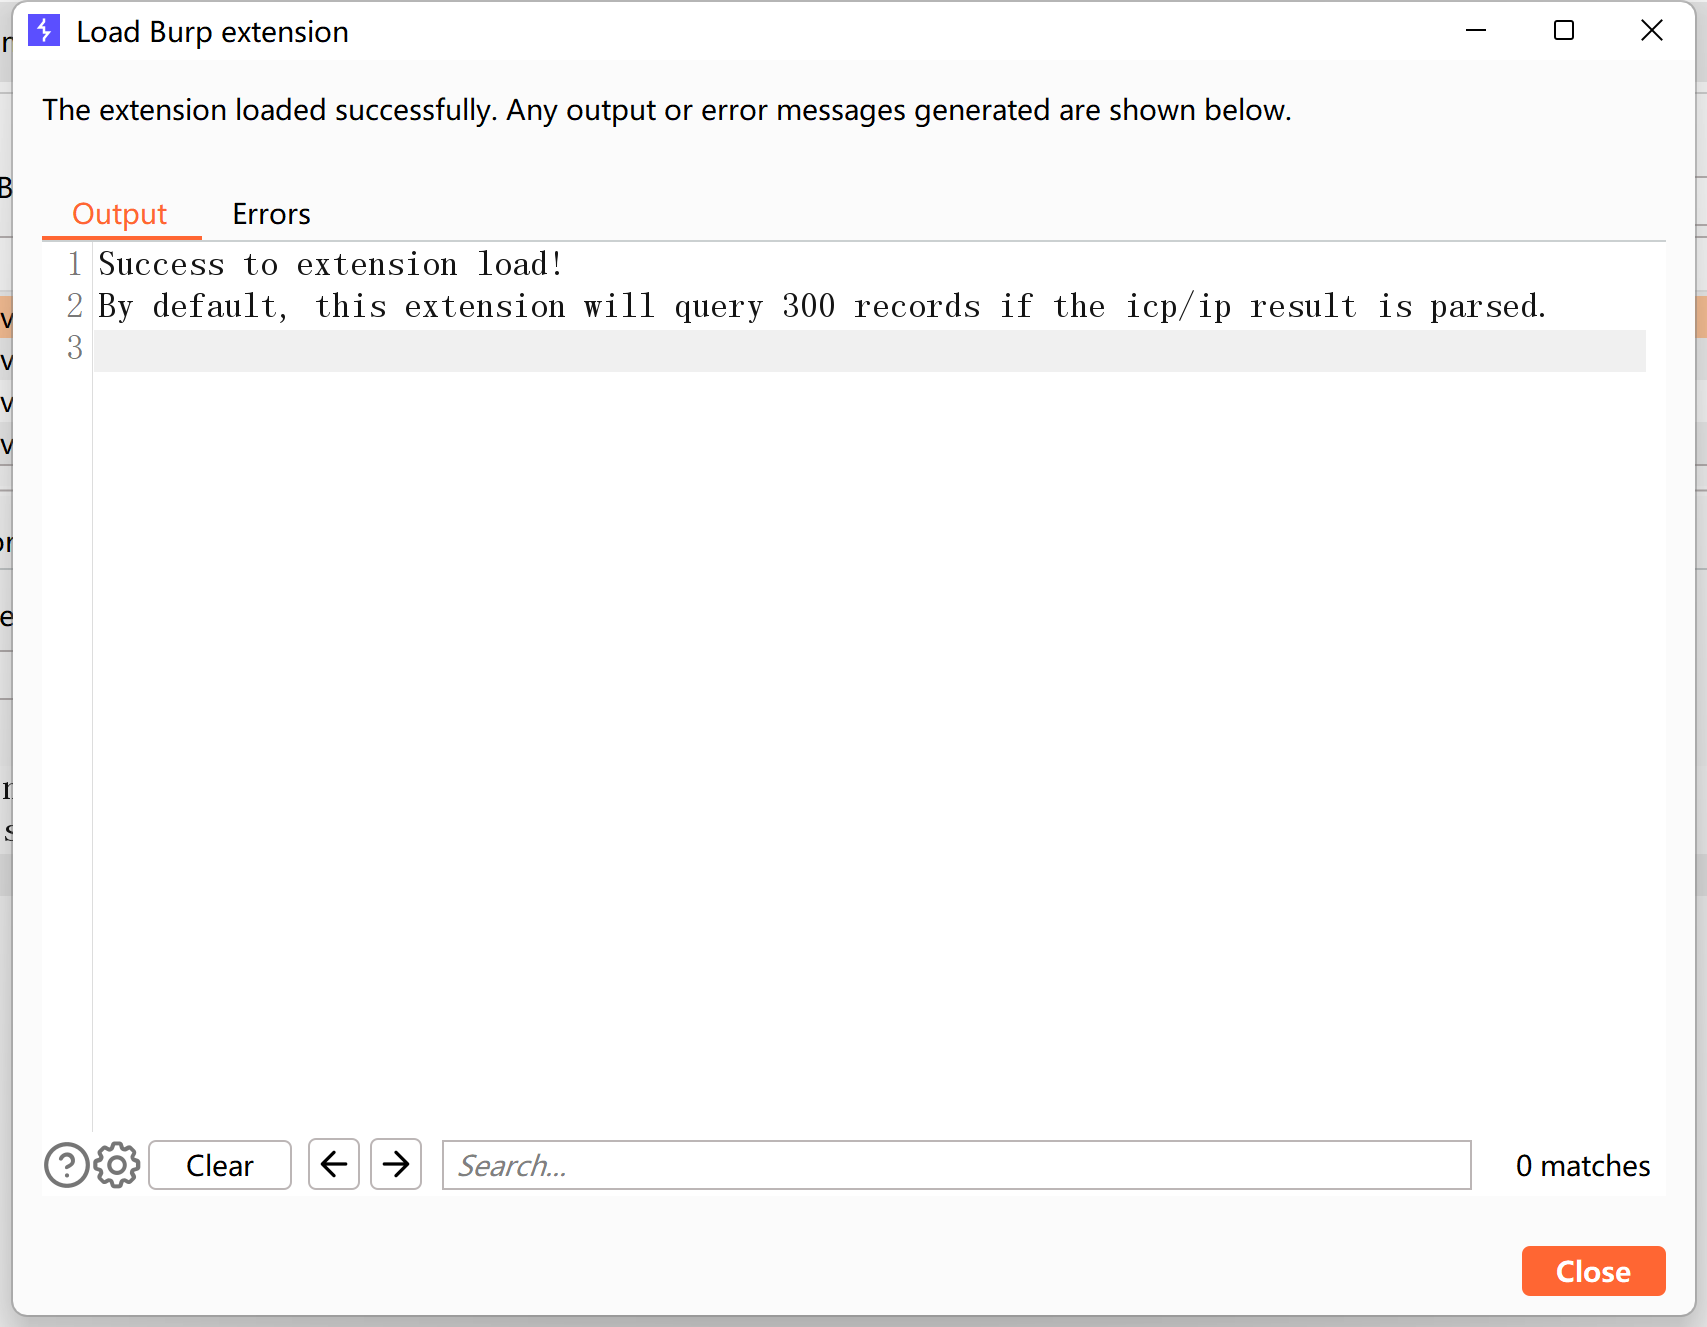 Load Burp extension
The extension loaded successfully. Any output or error messages generated are shown below.
Output Errors
1 Success to extension load!
2 By default, this extension will query 300 records if the icp/ip result is parsed.
3
? Clear Search... 0 matches
Close